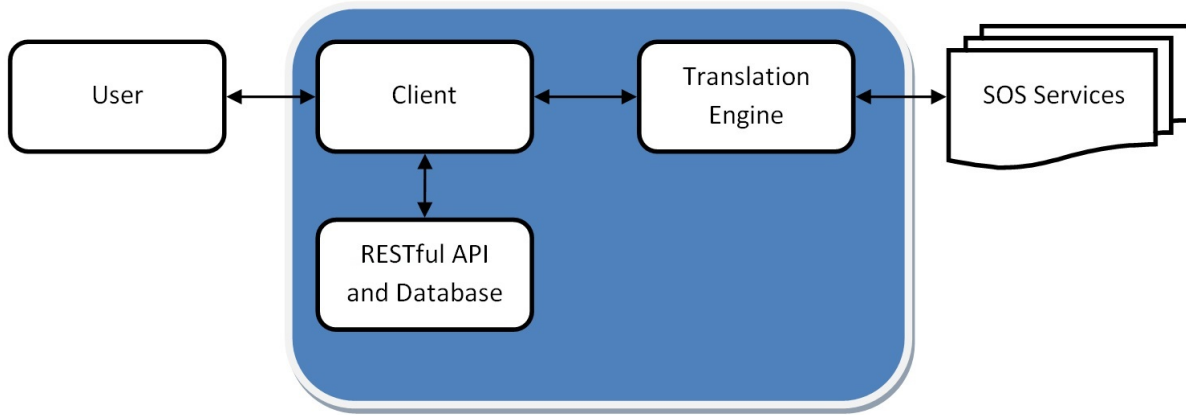 User
Client
Translation
Engine
SOS Services
RESTful API
and Database